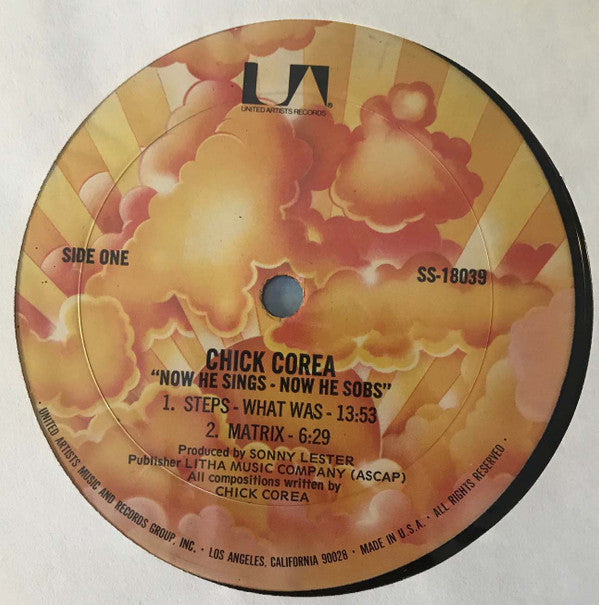 UA
UNITED ARTISTS RECORDS
®
SIDE ONE
SS-18039
CHICK COREA
"NOW HE SINGS - NOW HE SOBS"
1. STEPS - WHAT WAS - 13:53
2. MATRIX - 6:29
Produced by SONNY LESTER
Publisher LITHA MUSIC COMPANY (ASCAP)
All compositions written by
CHICK COREA
· UNITED ARTISTS MUSIC AND RECORDS GROUP, INC. · LOS ANGELES, CALIFORNIA 90028 · MADE IN U.S.A. · ALL RIGHTS RESERVED ·